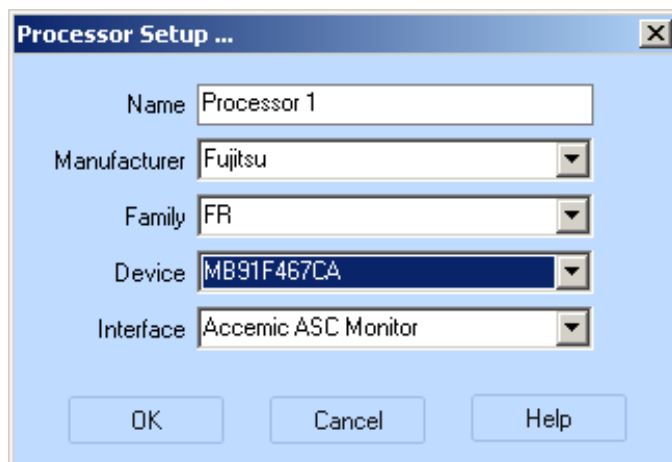 Processor Setup ...
Name Processor 1
Manufacturer Fujitsu
Family FR
Device MB91F467CA
Interface Accemic ASC Monitor
OK Cancel Help